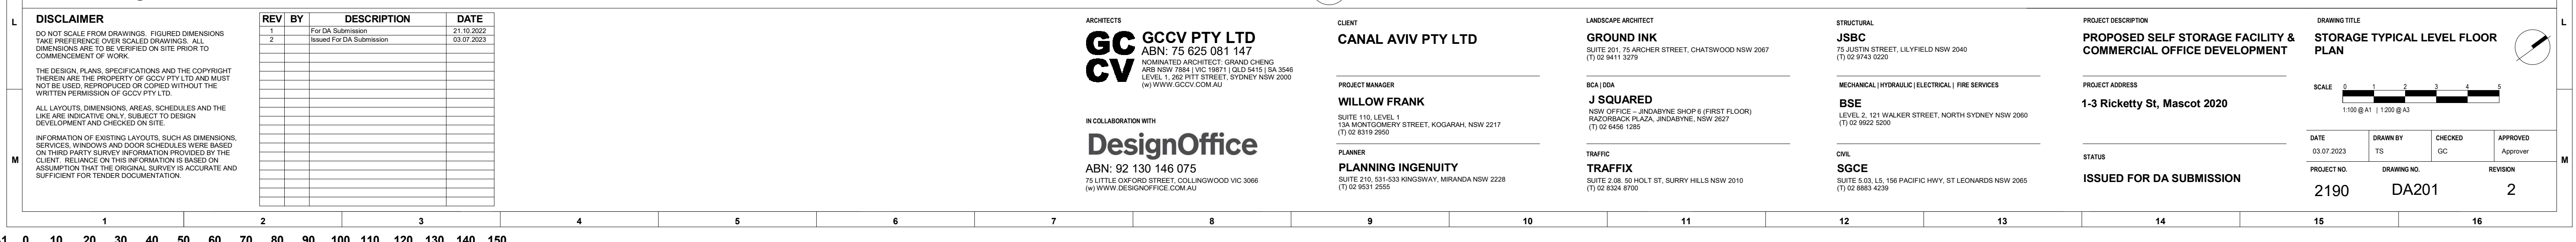 L
DISCLAIMER
DO NOT SCALE FROM DRAWINGS. FIGURED DIMENSIONS
TAKE PREFERENCE OVER SCALED DRAWINGS. ALL
DIMENSIONS ARE TO BE VERIFIED ON SITE PRIOR TO
COMMENCEMENT OF WORK.
THE DESIGN, PLANS, SPECIFICATIONS AND THE COPYRIGHT
THEREIN ARE THE PROPERTY OF GCCV PTY LTD AND MUST
NOT BE USED, REPROPUCED OR COPIED WITHOUT THE
WRITTEN PERMISSION OF GCCV PTY LTD.
ALL LAYOUTS, DIMENSIONS, AREAS, SCHEDULES AND THE
LIKE ARE INDICATIVE ONLY, SUBJECT TO DESIGN
DEVELOPMENT AND CHECKED ON SITE.
INFORMATION OF EXISTING LAYOUTS, SUCH AS DIMENSIONS,
SERVICES, WINDOWS AND DOOR SCHEDULES WERE BASED
ON THIRD PARTY SURVEY INFORMATION PROVIDED BY THE
CLIENT. RELIANCE ON THIS INFORMATION IS BASED ON
ASSUMPTION THAT THE ORIGINAL SURVEY IS ACCURATE AND
SUFFICIENT FOR TENDER DOCUMENTATION.
M
REV BY DESCRIPTION DATE
1 For DA Submission 21.10.2022
2 Issued For DA Submission 03.07.2023
ARCHITECTS
GC
CV
GCCV PTY LTD
ABN: 75 625 081 147
NOMINATED ARCHITECT: GRAND CHENG
ARB NSW 7884 | VIC 19871 | QLD 5415 | SA 3546
LEVEL 1, 262 PITT STREET, SYDNEY NSW 2000
(w) WWW.GCCV.COM.AU
IN COLLABORATION WITH
DesignOffice
ABN: 92 130 146 075
75 LITTLE OXFORD STREET, COLLINGWOOD VIC 3066
(w) WWW.DESIGNOFFICE.COM.AU
CLIENT
CANAL AVIV PTY LTD
PROJECT MANAGER
WILLOW FRANK
SUITE 110, LEVEL 1
13A MONTGOMERY STREET, KOGARAH, NSW 2217
(T) 02 8319 2950
PLANNER
PLANNING INGENUITY
SUITE 210, 531-533 KINGSWAY, MIRANDA NSW 2228
(T) 02 9531 2555
LANDSCAPE ARCHITECT
GROUND INK
SUITE 201, 75 ARCHER STREET, CHATSWOOD NSW 2067
(T) 02 9411 3279
BCA | DDA
J SQUARED
NSW OFFICE – JINDABYNE SHOP 6 (FIRST FLOOR)
RAZORBACK PLAZA, JINDABYNE, NSW 2627
(T) 02 6456 1285
TRAFFIC
TRAFFIX
SUITE 2.08. 50 HOLT ST, SURRY HILLS NSW 2010
(T) 02 8324 8700
STRUCTURAL
JSBC
75 JUSTIN STREET, LILYFIELD NSW 2040
(T) 02 9743 0220
MECHANICAL | HYDRAULIC | ELECTRICAL | FIRE SERVICES
BSE
LEVEL 2, 121 WALKER STREET, NORTH SYDNEY NSW 2060
(T) 02 9922 5200
CIVIL
SGCE
SUITE 5.03, L5, 156 PACIFIC HWY, ST LEONARDS NSW 2065
(T) 02 8883 4239
PROJECT DESCRIPTION
PROPOSED SELF STORAGE FACILITY &
COMMERCIAL OFFICE DEVELOPMENT
PROJECT ADDRESS
1-3 Ricketty St, Mascot 2020
STATUS
ISSUED FOR DA SUBMISSION
DRAWING TITLE
STORAGE TYPICAL LEVEL FLOOR
PLAN
SCALE 0 1 2 3 4 5
1:100 @ A1 | 1:200 @ A3
DATE DRAWN BY CHECKED APPROVED
03.07.2023 TS GC Approver
PROJECT NO. DRAWING NO. REVISION
2190 DA201 2
L
M
1 2 3 4 5 6 7 8 9 10 11 12 13 14 15 16
0 10 20 30 40 50 60 70 80 90 100 110 120 130 140 150